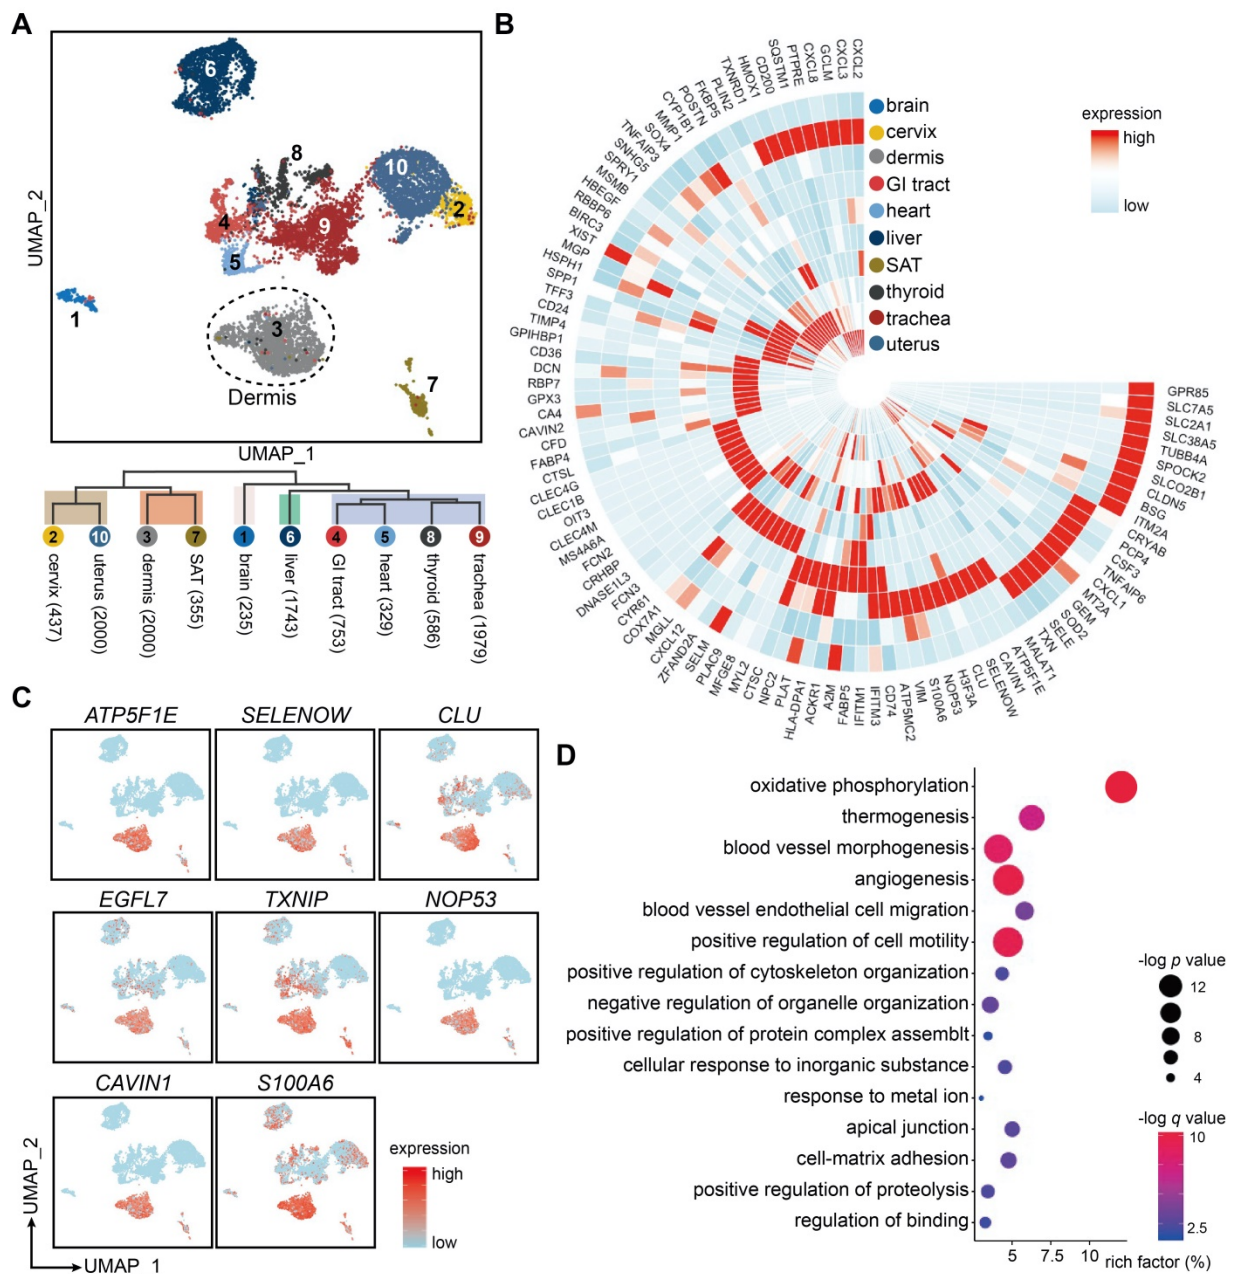 A
6
8
10
4
9
2
5
1
3
7
Dermis
UMAP_2
UMAP_1
2
10
3
7
1
6
4
5
8
9
cervix (437)
uterus (2000)
dermis (2000)
SAT (355)
brain (235)
liver (1743)
GI tract (753)
heart (329)
thyroid (586)
trachea (1979)
B
CXCL2
CXCL3
GCLM
CXCL8
PTPRE
SQSTM1
CD200
HMOX1
TXNRD1
PLIN2
FKBP5
POSTN
CYP1B1
MMP1
SOX4
TNFAIP3
SNHG5
SPRY1
MSMB
HBEGF
RBBP6
BIRC3
XIST
MGP
HSPH1
SPP1
TFF3
CD24
TIMP4
GPIHBP1
CD36
DCN
RBP7
GPX3
CA4
CAVIN2
CFD
FABP4
CTSL
CLEC4G
CLEC1B
OIT3
CLEC4M
MS4A6A
FCN2
CRHBP
DNASE1L3
FCN3
CYR61
COX7A1
MGLL
CXCL12
ZFAND2A
SELM
PLAC9
MFGE8
MYL2
CTSC
NPC2
PLAT
HLA-DPA1
ACKR1
A2M
FABP5
IFITM1
IFITM3
CD74
ATP5MC2
VIM
S100A6
NOP53
H3F3A
CLU
SELENOW
CAVIN1
ATP5F1E
MALAT1
TXN
SELE
SOD2
GEM
MT2A
CXCL1
TNFAIP6
CSF3
PCP4
CRYAB
ITM2A
BSG
CLDN5
SLCO2B1
SPOCK2
TUBB4A
SLC38A5
SLC2A1
SLC7A5
GPR85
brain
cervix
dermis
GI tract
heart
liver
SAT
thyroid
trachea
uterus
expression
high
low
C
ATP5F1E
SELENOW
CLU
EGFL7
TXNIP
NOP53
CAVIN1
S100A6
UMAP_2
UMAP_1
expression
high
low
D
oxidative phosphorylation
thermogenesis
blood vessel morphogenesis
angiogenesis
blood vessel endothelial cell migration
positive regulation of cell motility
positive regulation of cytoskeleton organization
negative regulation of organelle organization
positive regulation of protein complex assemblt
cellular response to inorganic substance
response to metal ion
apical junction
cell-matrix adhesion
positive regulation of proteolysis
regulation of binding
5
7.5
10
rich factor (%)
-log p value
12
8
4
-log q value
10
2.5